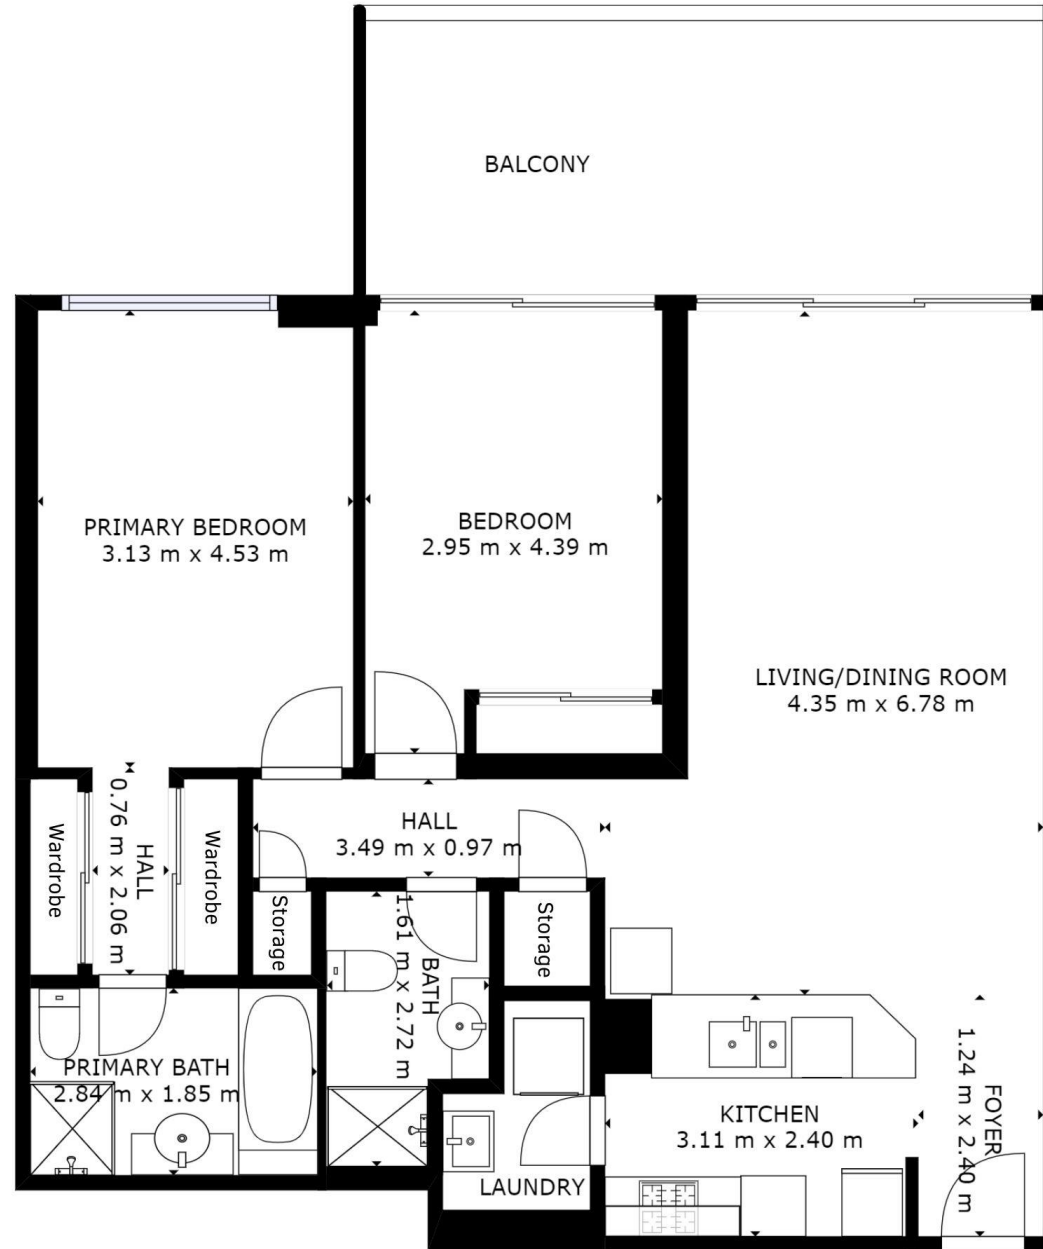 BALCONY
PRIMARY BEDROOM
3.13 m x 4.53 m
BEDROOM
2.95 m x 4.39 m
LIVING/DINING ROOM
4.35 m x 6.78 m
HALL
3.49 m x 0.97 m
Wardrobe
HALL
0.76 m x 2.06 m
Wardrobe
Storage
BATH
1.61 m x 2.72 m
Storage
PRIMARY BATH
2.84 m x 1.85 m
LAUNDRY
KITCHEN
3.11 m x 2.40 m
FOYER
1.24 m x 2.40 m